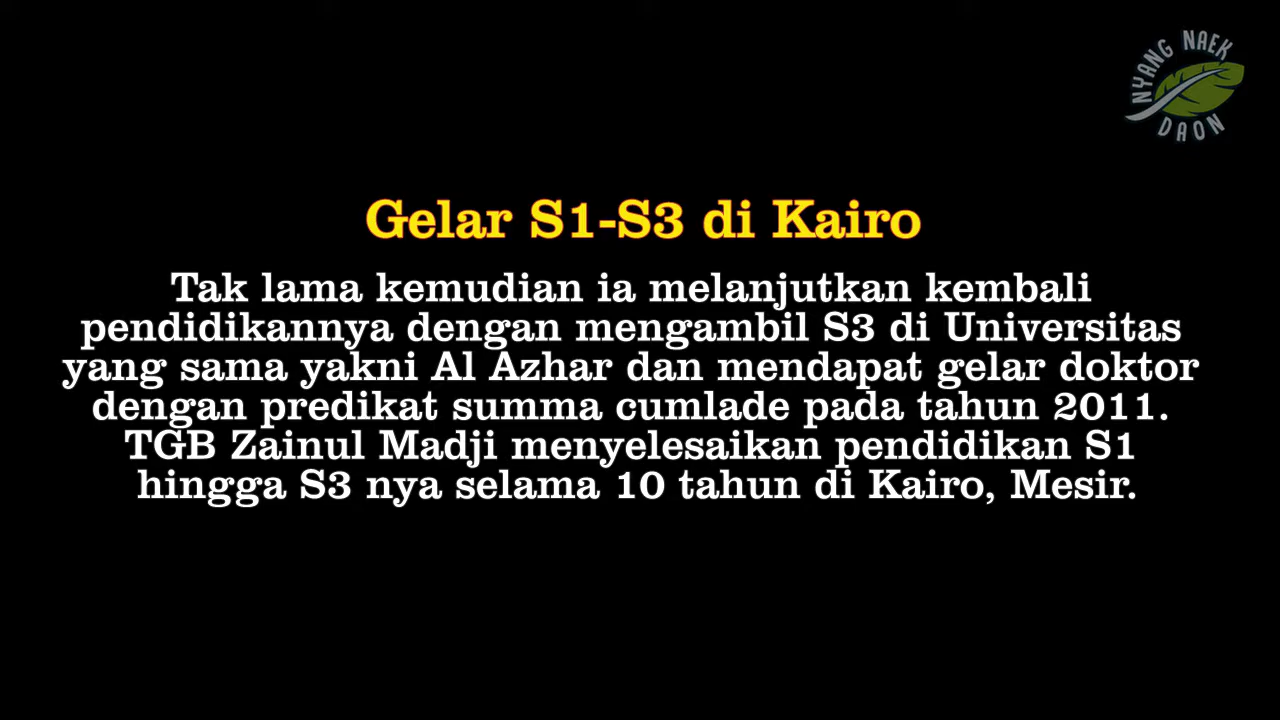 NYANG NAEK
DAON
Gelar S1-S3 di Kairo
Tak lama kemudian ia melanjutkan kembali
pendidikannya dengan mengambil S3 di Universitas
yang sama yakni Al Azhar dan mendapat gelar doktor
dengan predikat summa cumlade pada tahun 2011.
TGB Zainul Madji menyelesaikan pendidikan S1
hingga S3 nya selama 10 tahun di Kairo, Mesir.